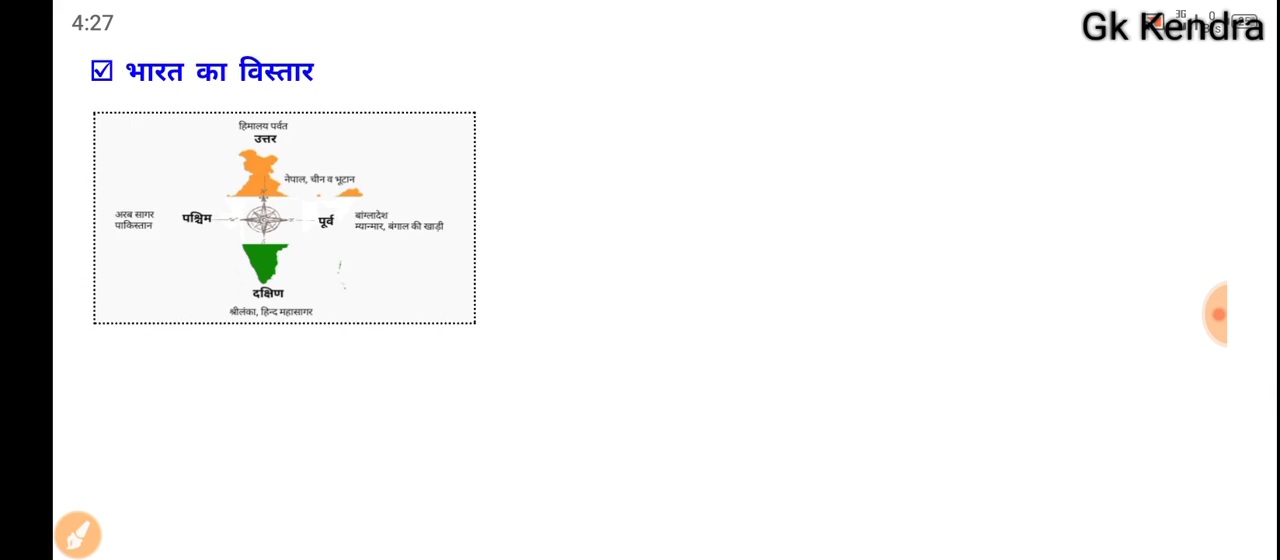 4:27
Gk Kendra
☑ भारत का विस्तार
हिमालय पर्वत
उत्तर
नेपाल, चीन व भूटान
अरब सागर
पाकिस्तान
पश्चिम
पूर्व
बांग्लादेश
म्यान्मार, बंगाल की खाड़ी
दक्षिण
श्रीलंका, हिन्द महासागर